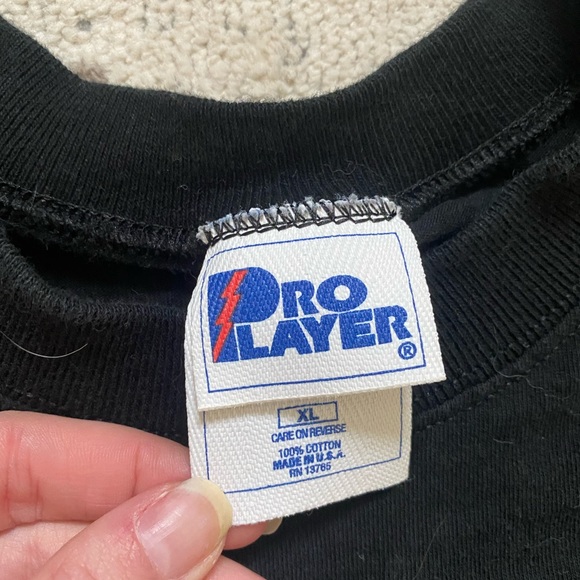 PRO
PLAYER®
XL
CARE ON REVERSE
100% COTTON
MADE IN U.S.A.
RN 13765